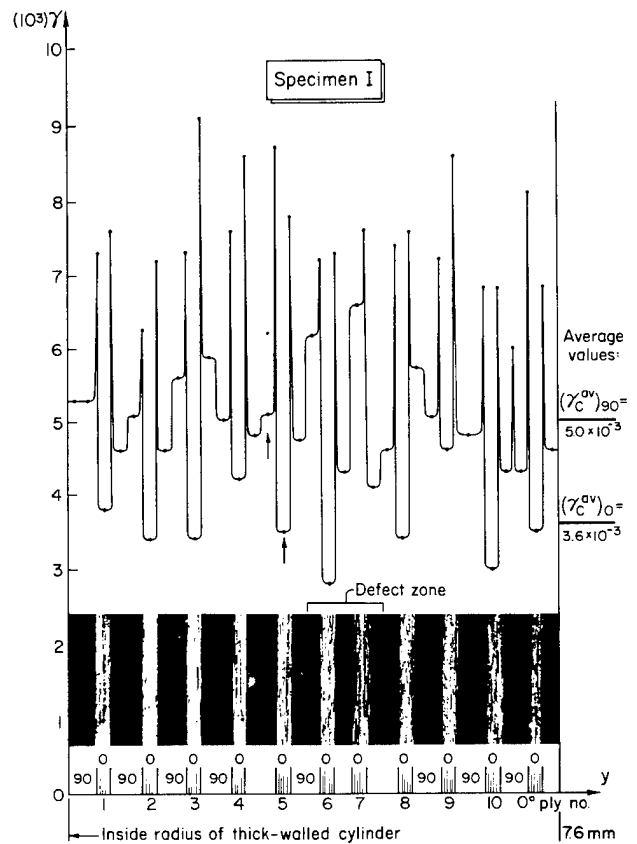 (10³)γ
10
Specimen I
9
8
7
6
5
4
3
2
1
0
Average values:
(γ_C^av)90 =
5.0×10⁻³
(γ_C^av)0 =
3.6×10⁻³
Defect zone
0 0 0 0 0 0 0 0 0 0 0
90 90 90 90 90 90 90 90 y
1 2 3 4 5 6 7 8 9 10 0° ply no.
Inside radius of thick-walled cylinder
7.6 mm